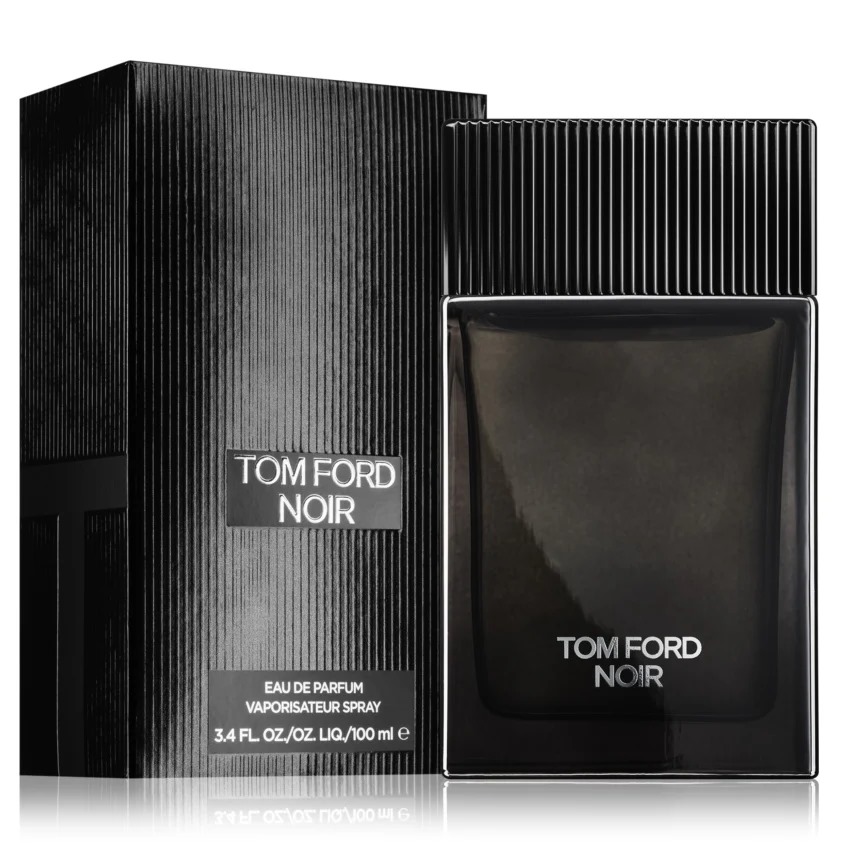 TOM FORD
NOIR
EAU DE PARFUM
VAPORISATEUR SPRAY
3.4 FL. OZ./OZ. LIQ./100 ml ℮
TOM FORD
NOIR